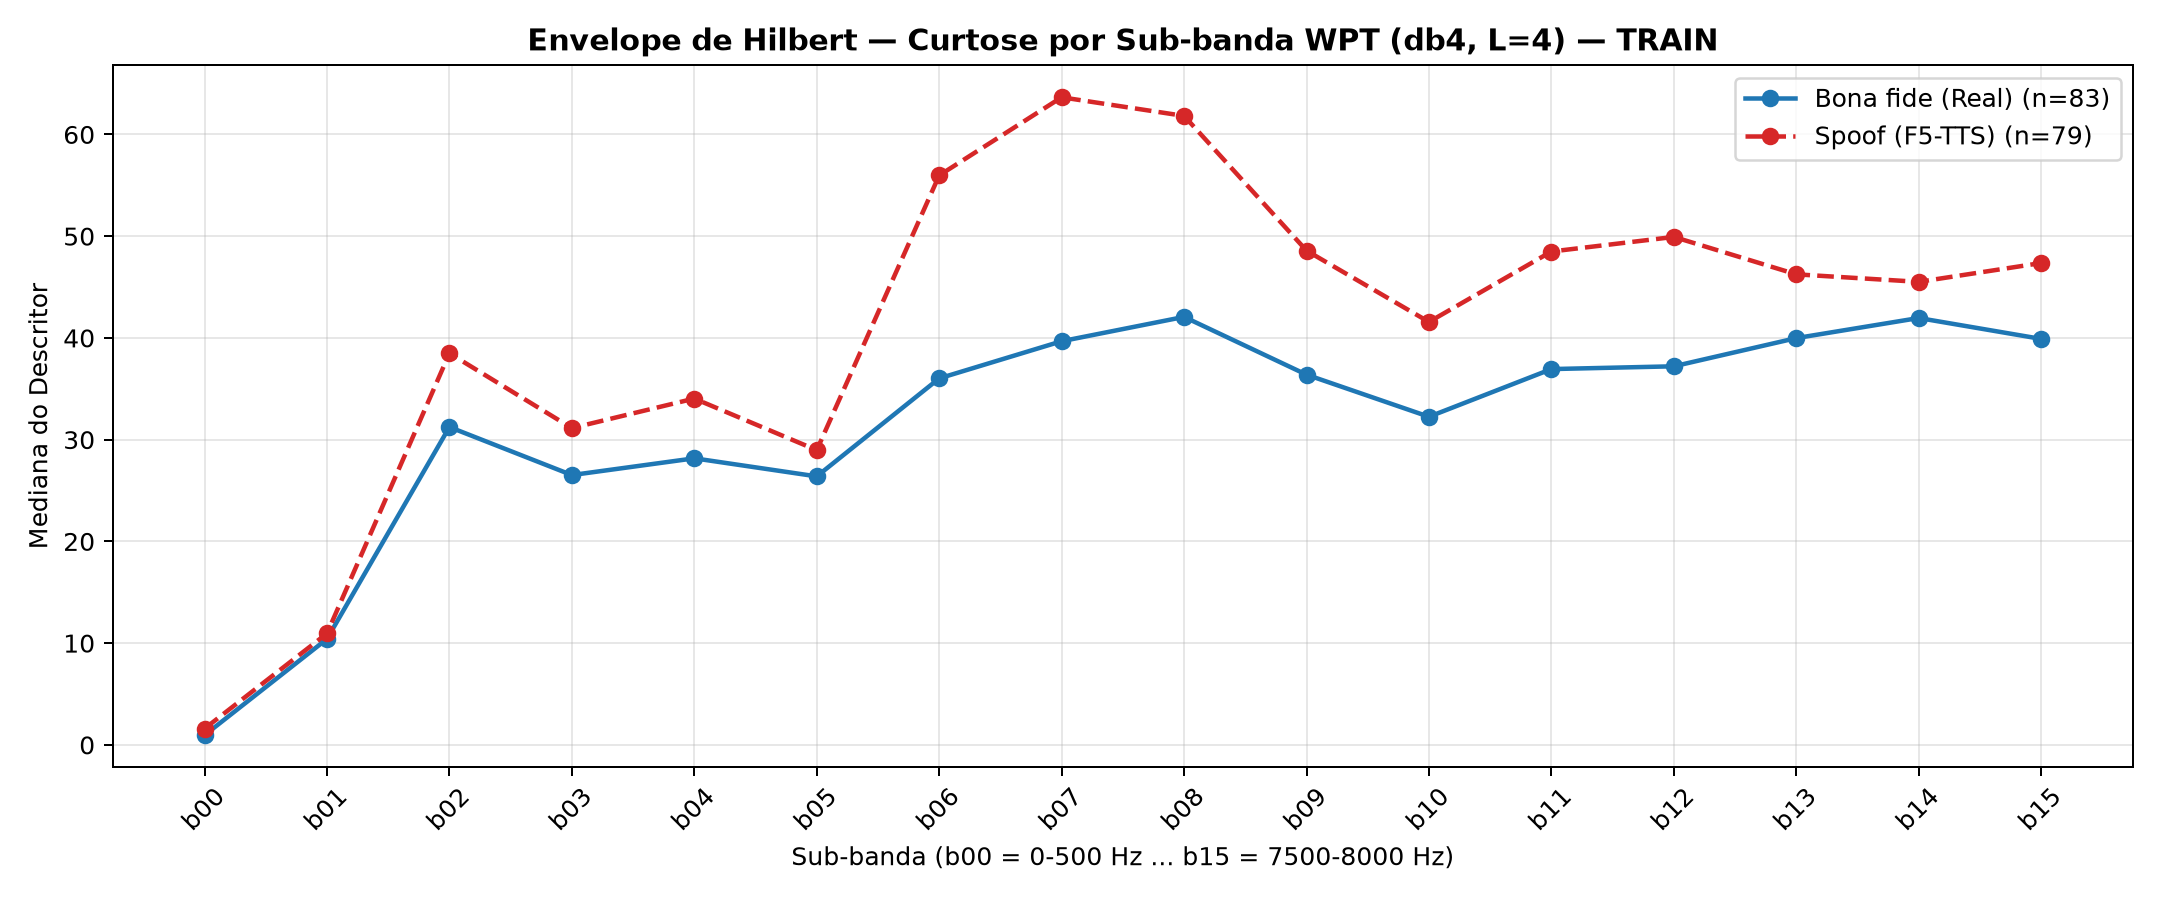 Envelope de Hilbert — Curtose por Sub-banda WPT (db4, L=4) — TRAIN
Bona fide (Real) (n=83)
Spoof (F5-TTS) (n=79)
Mediana do Descritor
60
50
40
30
20
10
0
b00 b01 b02 b03 b04 b05 b06 b07 b08 b09 b10 b11 b12 b13 b14 b15
Sub-banda (b00 = 0-500 Hz ... b15 = 7500-8000 Hz)